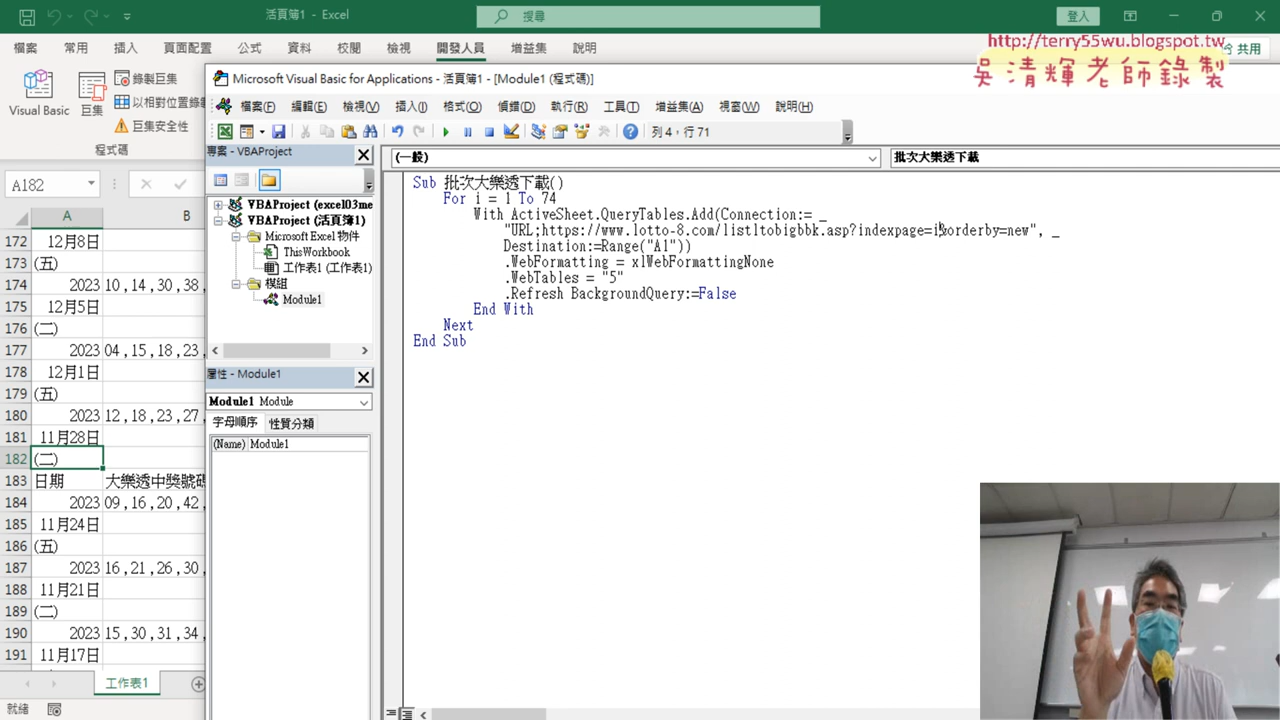 活頁簿1 - Excel
搜尋
登入
檔案 常用 插入 頁面配置 公式 資料 校閱 檢視 開發人員 增益集 說明
共用
http://terry55wu.blogspot.tw
吳清輝老師錄製
Visual Basic
巨集
錄製巨集
以相對位置錄製
巨集安全性
程式碼
Microsoft Visual Basic for Applications - 活頁簿1 - [Module1 (程式碼)]
檔案(F) 編輯(E) 檢視(V) 插入(I) 格式(O) 偵錯(D) 執行(R) 工具(T) 增益集(A) 視窗(W) 說明(H)
列 4，行 71
A182
A B
172 12月8日
173 (五)
174 2023 10 ,14 ,30 ,38 ,
175 12月5日
176 (二)
177 2023 04 ,15 ,18 ,23 ,
178 12月1日
179 (五)
180 2023 12 ,18 ,23 ,27 ,
181 11月28日
182 (二)
183 日期 大樂透中獎號碼
184 2023 09 ,16 ,20 ,42 ,
185 11月24日
186 (五)
187 2023 16 ,21 ,26 ,30 ,
188 11月21日
189 (二)
190 2023 15 ,30 ,31 ,34 ,
191 11月17日
工作表1
就緒
專案 - VBAProject
VBAProject (excel03me
VBAProject (活頁簿1)
Microsoft Excel 物件
ThisWorkbook
工作表1 (工作表1)
模組
Module1
屬性 - Module1
Module1 Module
字母順序 性質分類
(Name) Module1
(一般)
批次大樂透下載
Sub 批次大樂透下載()
For i = 1 To 74
With ActiveSheet.QueryTables.Add(Connection:= _
"URL;https://www.lotto-8.com/listltobigbbk.asp?indexpage=i&orderby=new", _
Destination:=Range("A1"))
.WebFormatting = xlWebFormattingNone
.WebTables = "5"
.Refresh BackgroundQuery:=False
End With
Next
End Sub